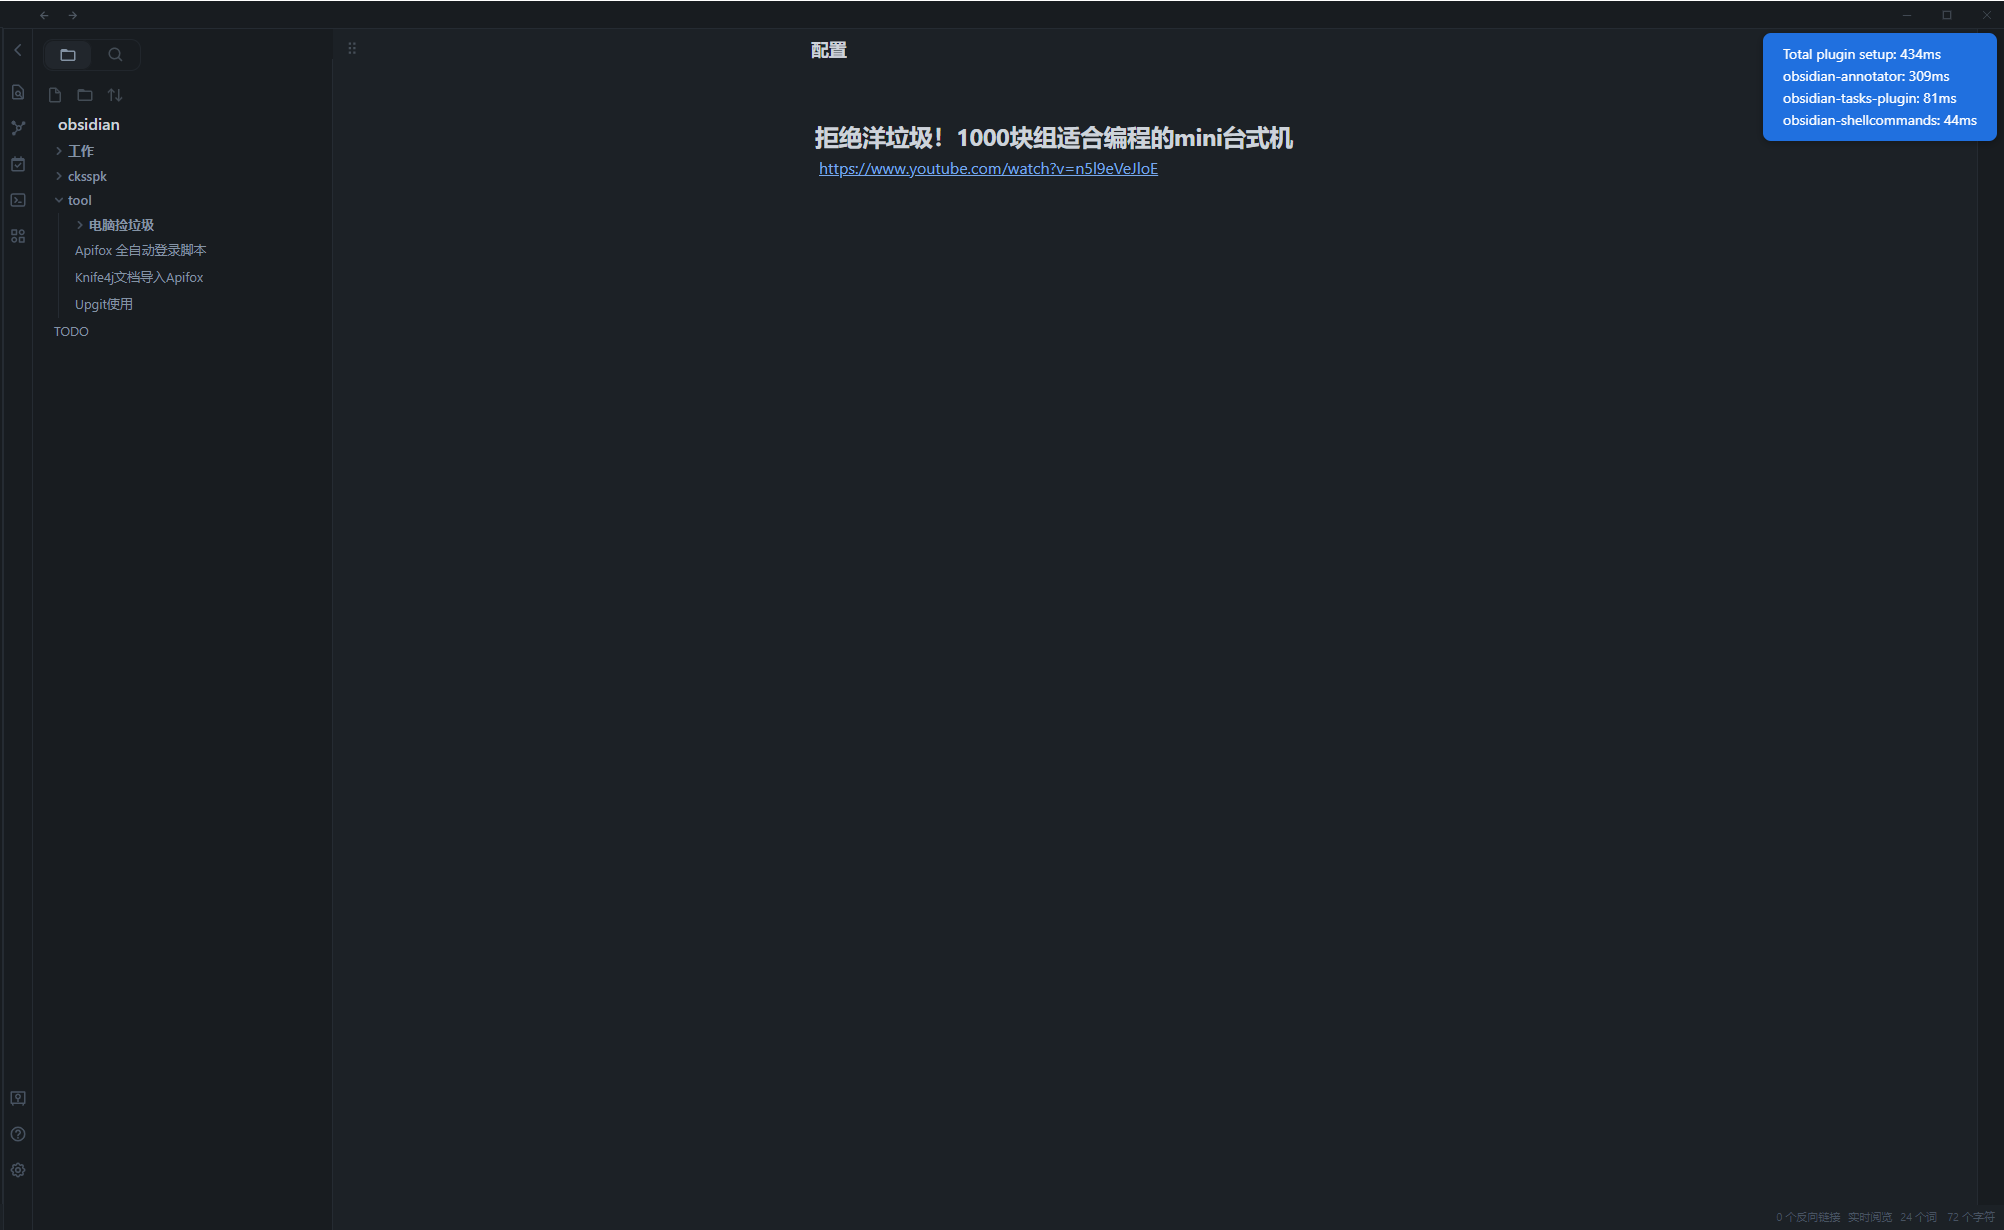 obsidian
工作
cksspk
tool
电脑捡垃圾
Apifox 全自动登录脚本
Knife4j文档导入Apifox
Upgit使用
TODO
配置
拒绝洋垃圾！1000块组适合编程的mini台式机
https://www.youtube.com/watch?v=n5l9eVeJloE
Total plugin setup: 434ms
obsidian-annotator: 309ms
obsidian-tasks-plugin: 81ms
obsidian-shellcommands: 44ms
0 个反向链接 实时阅览 24 个词 72 个字符